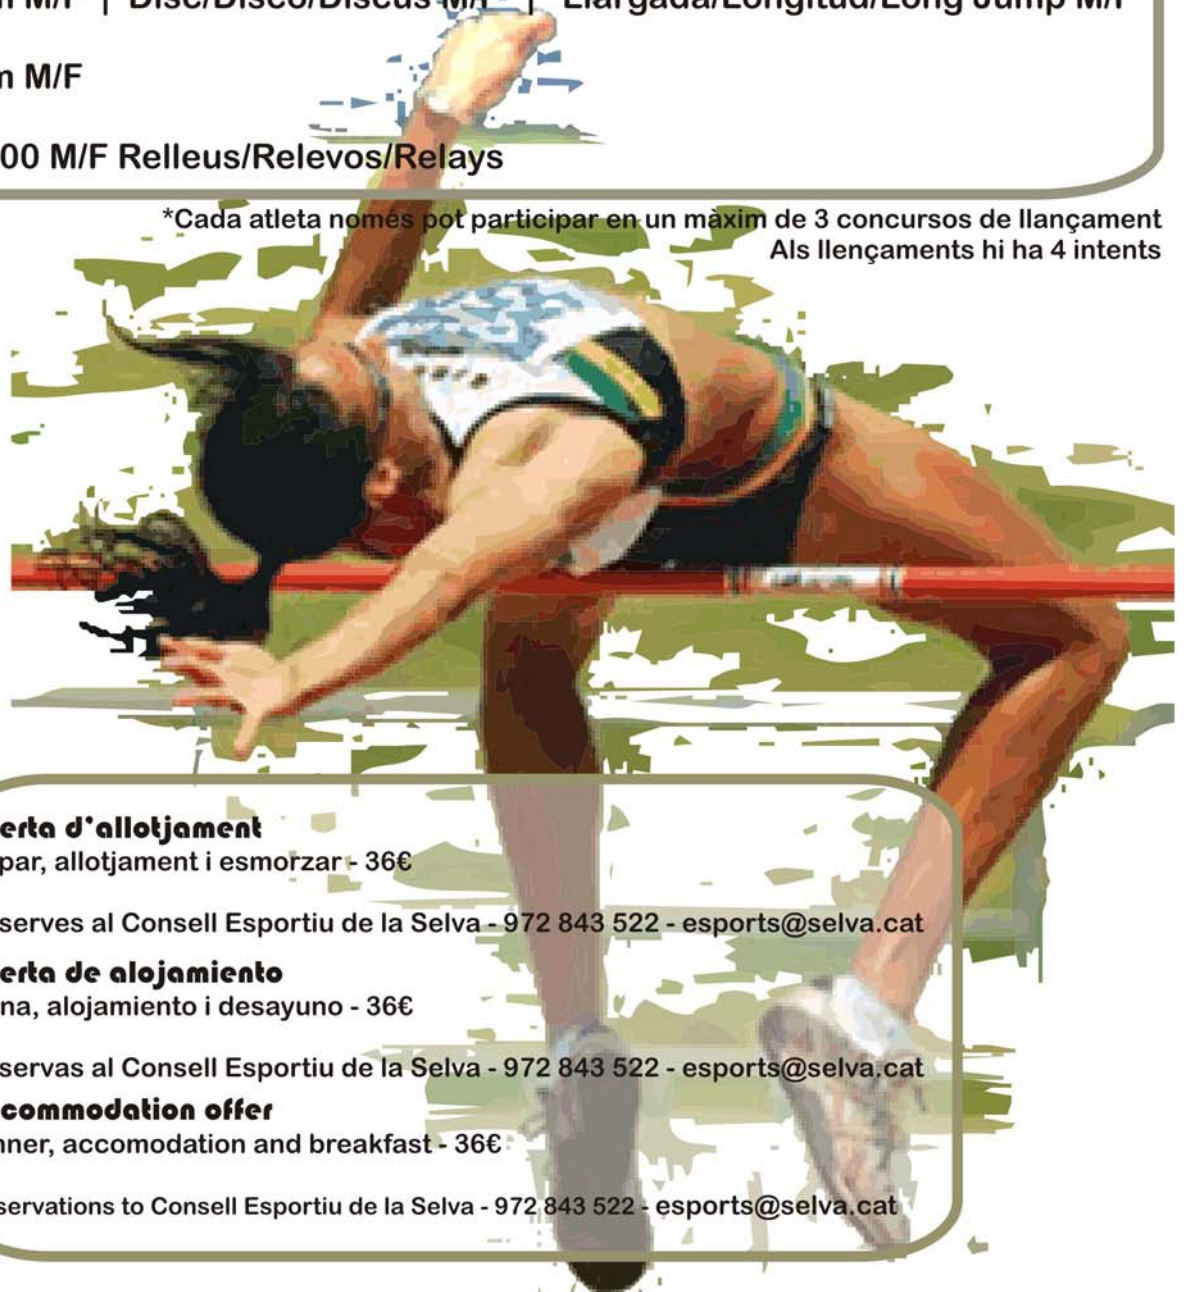 M/F | Disc/Disco/Discus M/F | Llargada/Longitud/Long Jump M/F
M/F
00 M/F Relleus/Relevos/Relays
*Cada atleta només pot participar en un màxim de 3 concursos de llançament
Als llençaments hi ha 4 intents
erta d'allotjament
par, allotjament i esmorzar - 36€
serves al Consell Esportiu de la Selva - 972 843 522 - esports@selva.cat
erta de alojamiento
na, alojamiento i desayuno - 36€
servas al Consell Esportiu de la Selva - 972 843 522 - esports@selva.cat
commodation offer
nner, accomodation and breakfast - 36€
servations to Consell Esportiu de la Selva - 972 843 522 - esports@selva.cat